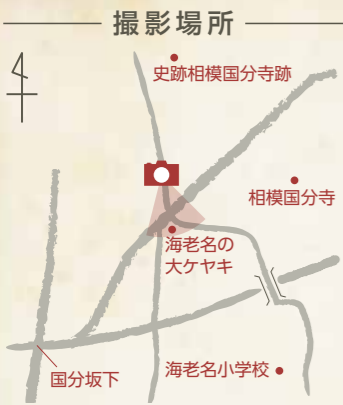 撮影場所
史跡相模国分寺跡
相模国分寺
海老名の
大ケヤキ
海老名小学校
国分坂下